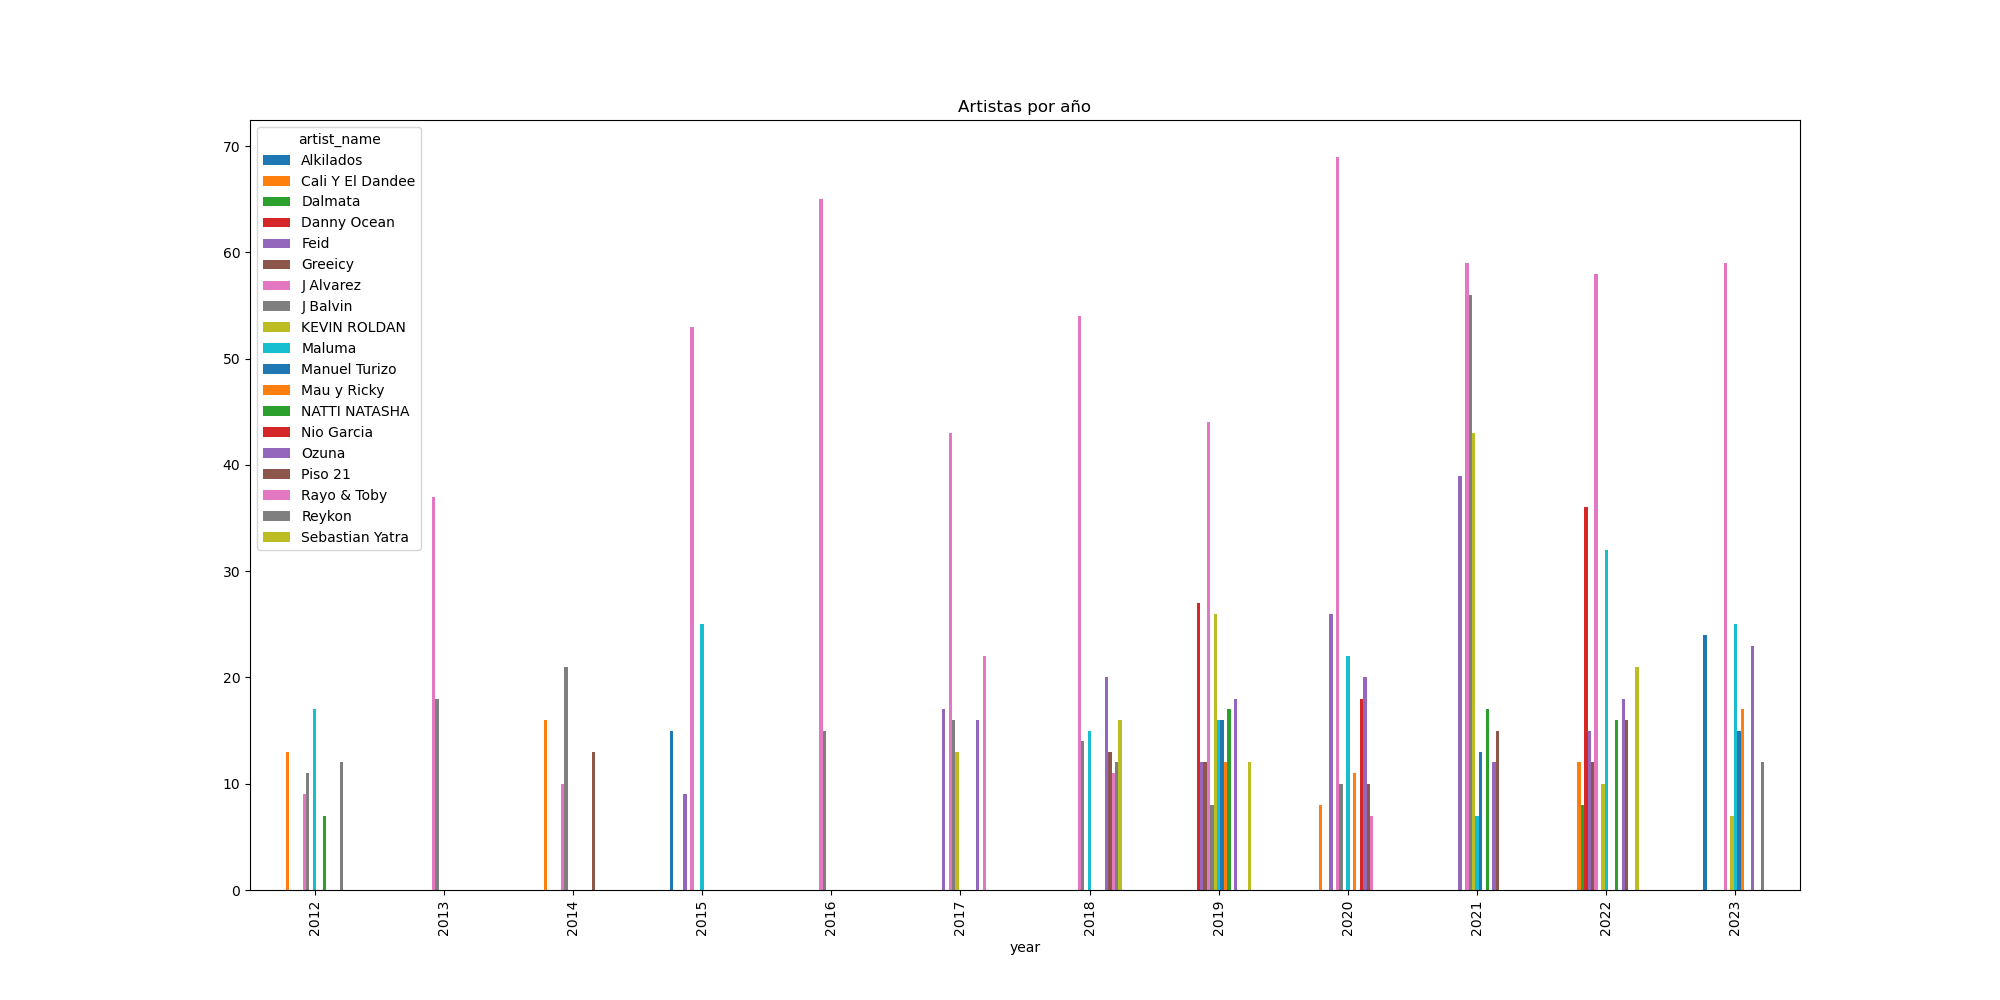 Artistas por año
artist_name
Alkilados
Cali Y El Dandee
Dalmata
Danny Ocean
Feid
Greeicy
J Alvarez
J Balvin
KEVIN ROLDAN
Maluma
Manuel Turizo
Mau y Ricky
NATTI NATASHA
Nio Garcia
Ozuna
Piso 21
Rayo & Toby
Reykon
Sebastian Yatra
70
60
50
40
30
20
10
0
2012
2013
2014
2015
2016
2017
2018
2019
2020
2021
2022
2023
year